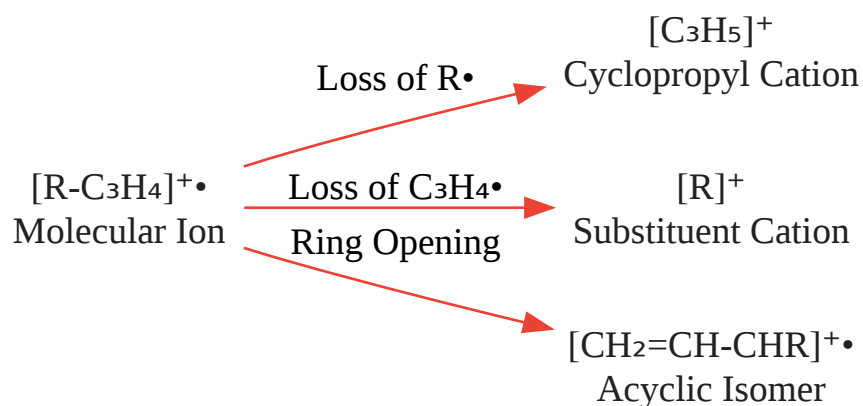 [C₃H₅]⁺
Cyclopropyl Cation
Loss of R•
[R-C₃H₄]⁺•
Molecular Ion
Loss of C₃H₄•
[R]⁺
Substituent Cation
Ring Opening
[CH₂=CH-CHR]⁺•
Acyclic Isomer